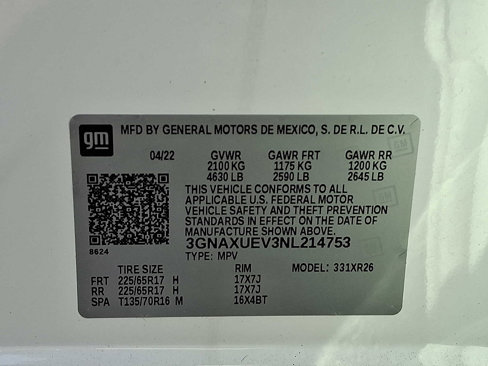 gm MFD BY GENERAL MOTORS DE MEXICO, S. DE R.L. DE C.V.
04/22 GVWR GAWR FRT GAWR RR
2100 KG 1175 KG 1200 KG
4630 LB 2590 LB 2645 LB
THIS VEHICLE CONFORMS TO ALL
APPLICABLE U.S. FEDERAL MOTOR
VEHICLE SAFETY AND THEFT PREVENTION
STANDARDS IN EFFECT ON THE DATE OF
MANUFACTURE SHOWN ABOVE.
3GNAXUEV3NL214753
8624 TYPE: MPV
TIRE SIZE RIM MODEL: 331XR26
FRT 225/65R17 H 17X7J
RR 225/65R17 H 17X7J
SPA T135/70R16 M 16X4BT